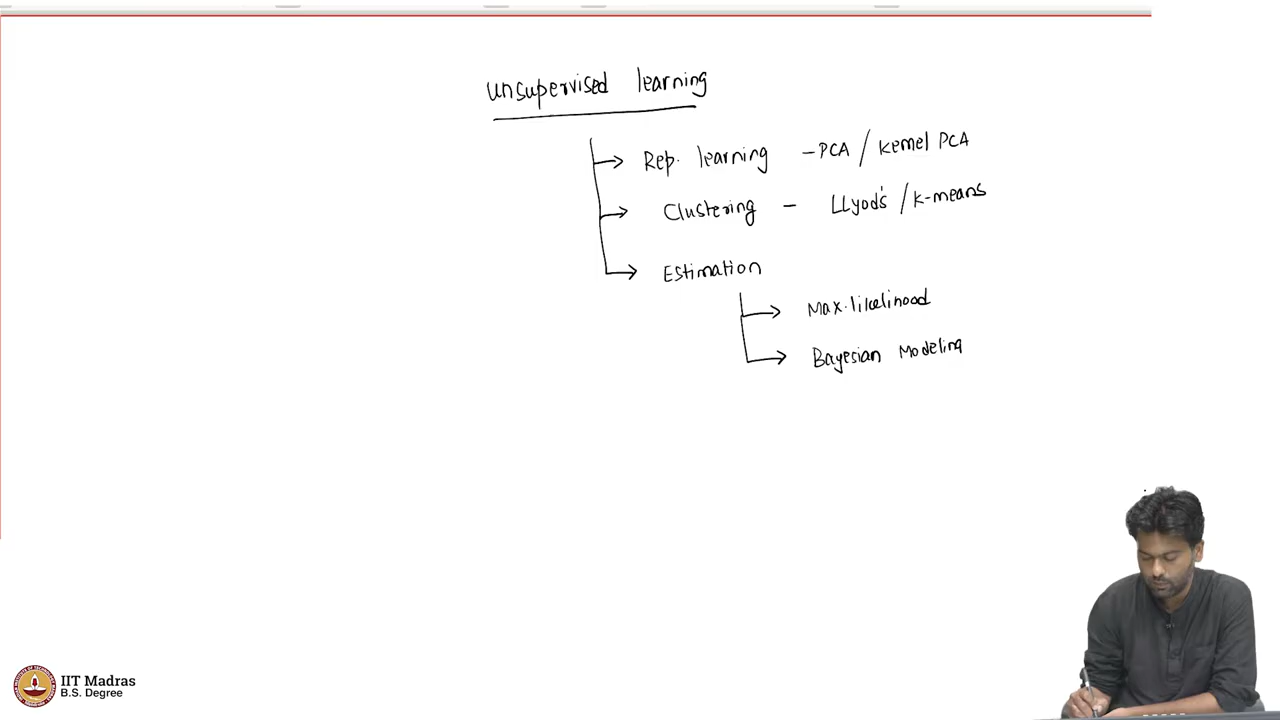 unsupervised learning
Rep. learning - PCA / Kernel PCA
Clustering - LLyod's / K-means
Estimation
Max. likelihood
Bayesian Modeling
IIT Madras
B.S. Degree